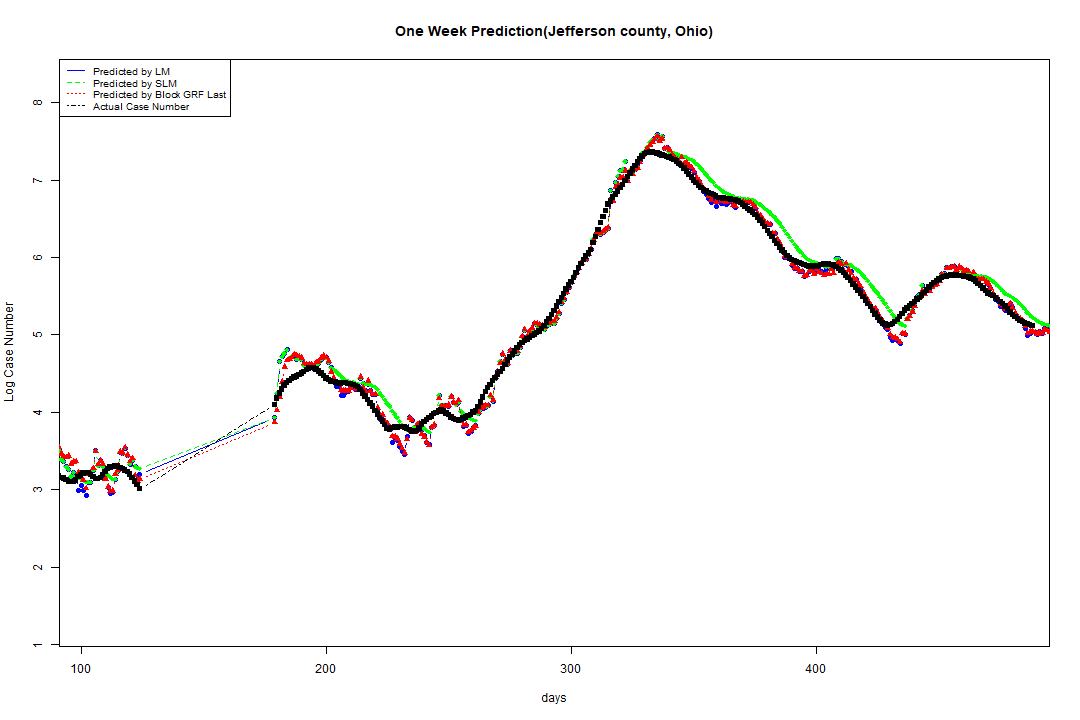 One Week Prediction(Jefferson county, Ohio)
Predicted by LM
Predicted by SLM
Predicted by Block GRF Last
Actual Case Number
8
7
6
5
4
3
2
1
Log Case Number
100 200 300 400
days